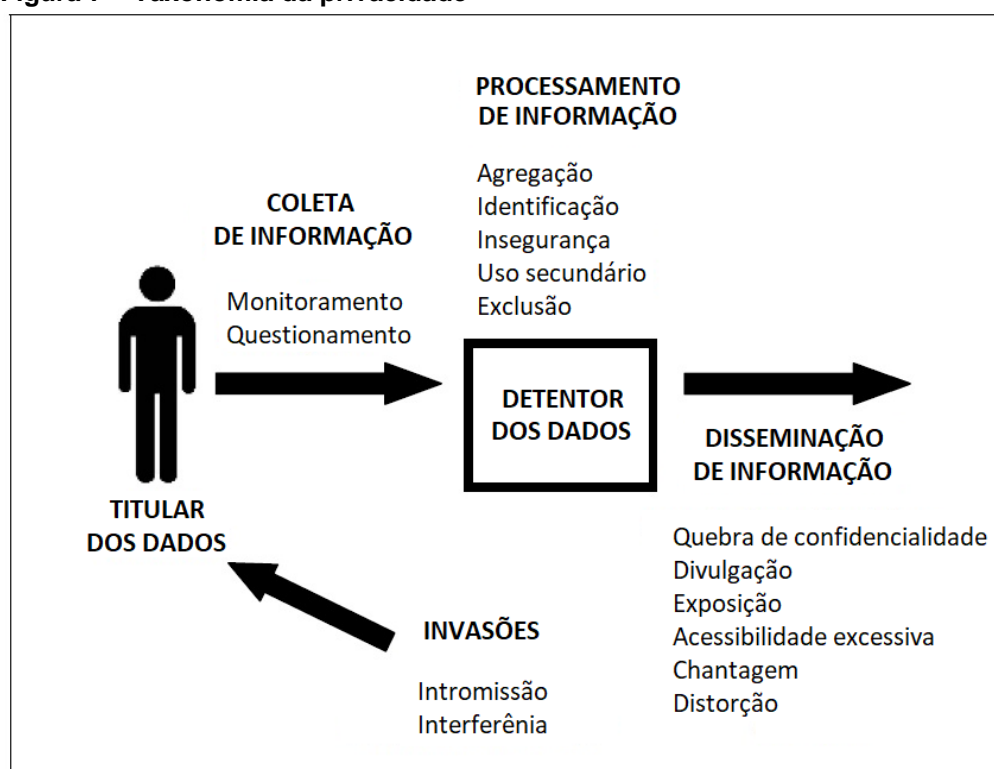 PROCESSAMENTO
DE INFORMAÇÃO
Agregação
Identificação
Insegurança
Uso secundário
Exclusão
COLETA
DE INFORMAÇÃO
Monitoramento
Questionamento
DETENTOR
DOS DADOS
DISSEMINAÇÃO
DE INFORMAÇÃO
Quebra de confidencialidade
Divulgação
Exposição
Acessibilidade excessiva
Chantagem
Distorção
TITULAR
DOS DADOS
INVASÕES
Intromissão
Interferênia